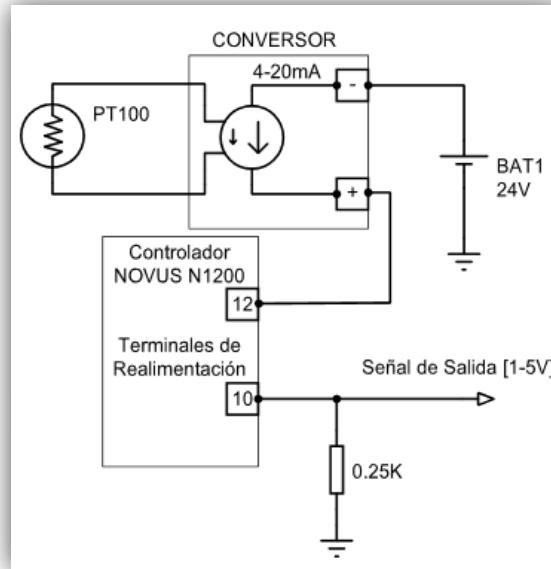 CONVERSOR
4-20mA
-
PT100
BAT1
24V
+
Controlador
NOVUS N1200
12
Terminales de
Realimentación
Señal de Salida [1-5V]
10
0.25K